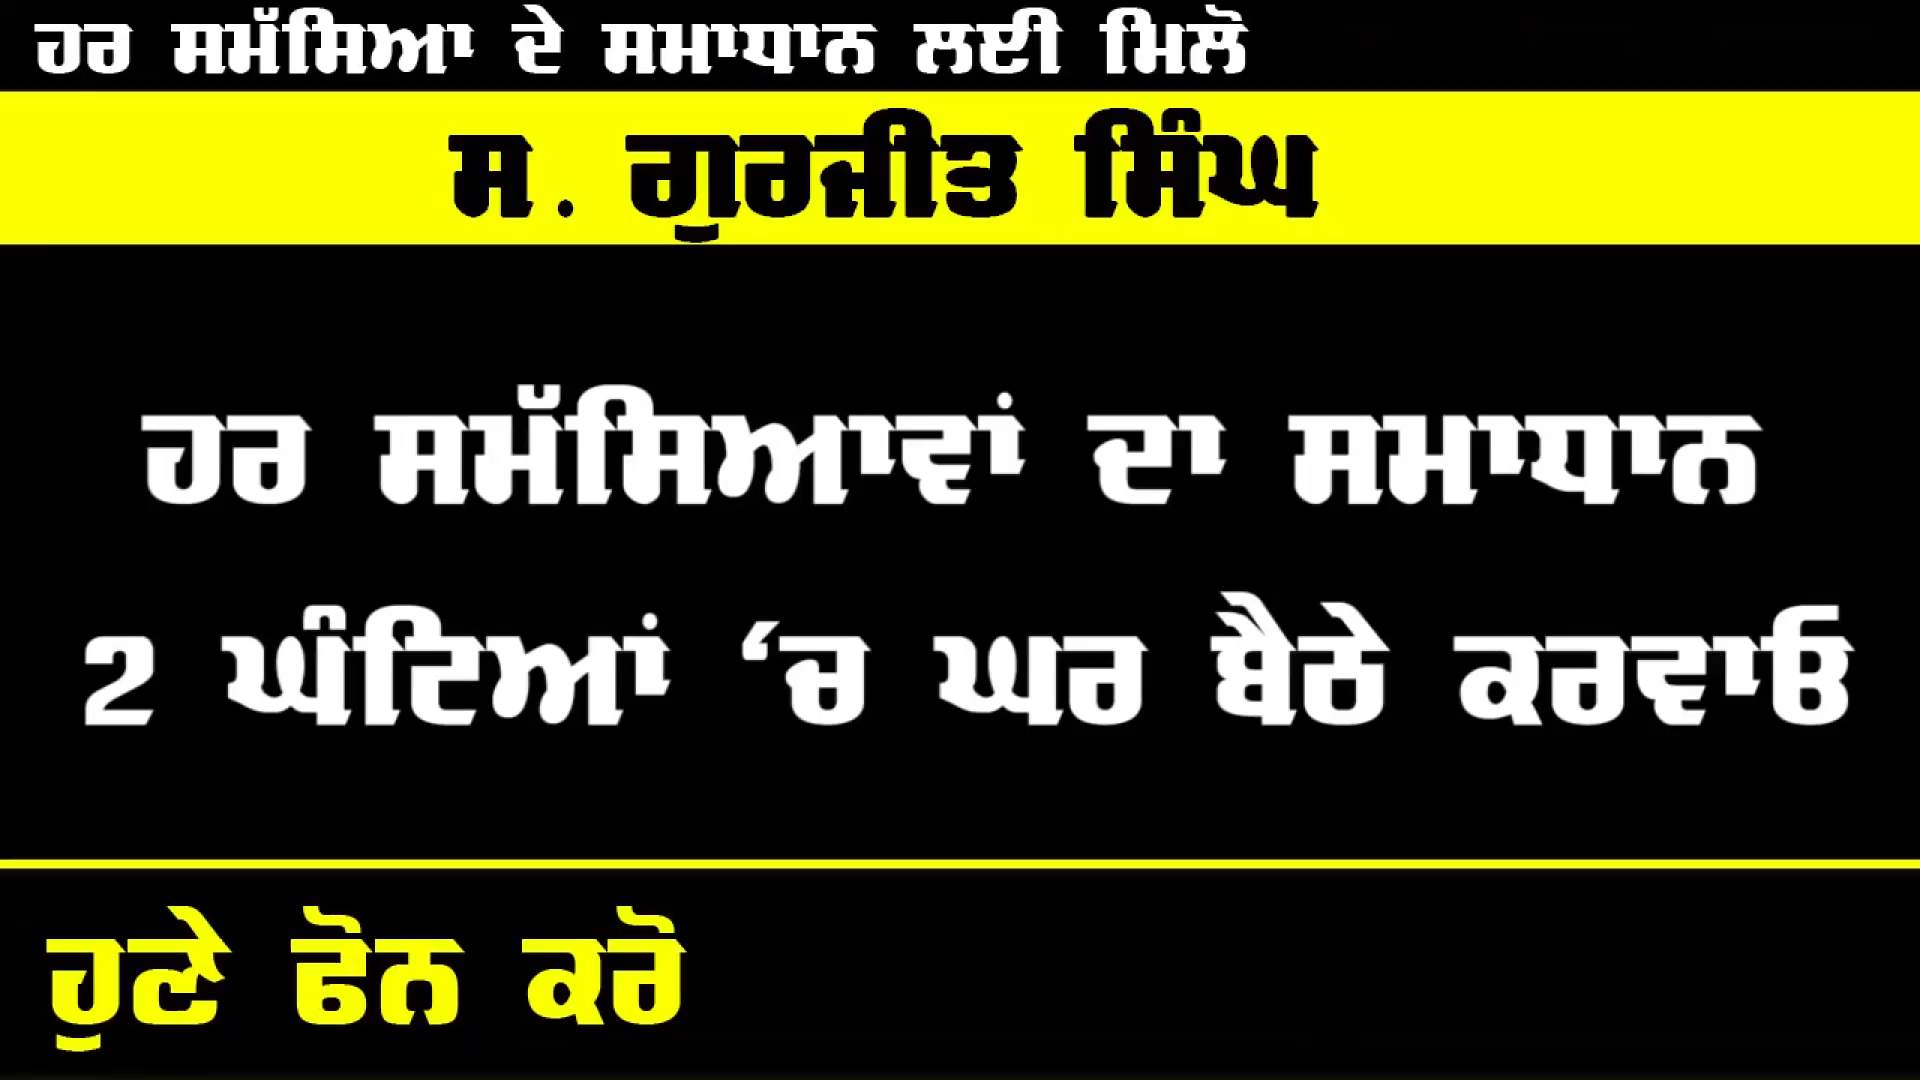 ਹਰ ਸਮੱਸਿਆ ਦੇ ਸਮਾਧਾਨ ਲਈ ਮਿਲੋ
ਸ. ਗੁਰਜੀਤ ਸਿੰਘ
ਹਰ ਸਮੱਸਿਆਵਾਂ ਦਾ ਸਮਾਧਾਨ
2 ਘੰਟਿਆਂ ‘ਚ ਘਰ ਬੈਠੇ ਕਰਵਾਓ
ਹੁਣੇ ਫੋਨ ਕਰੋ